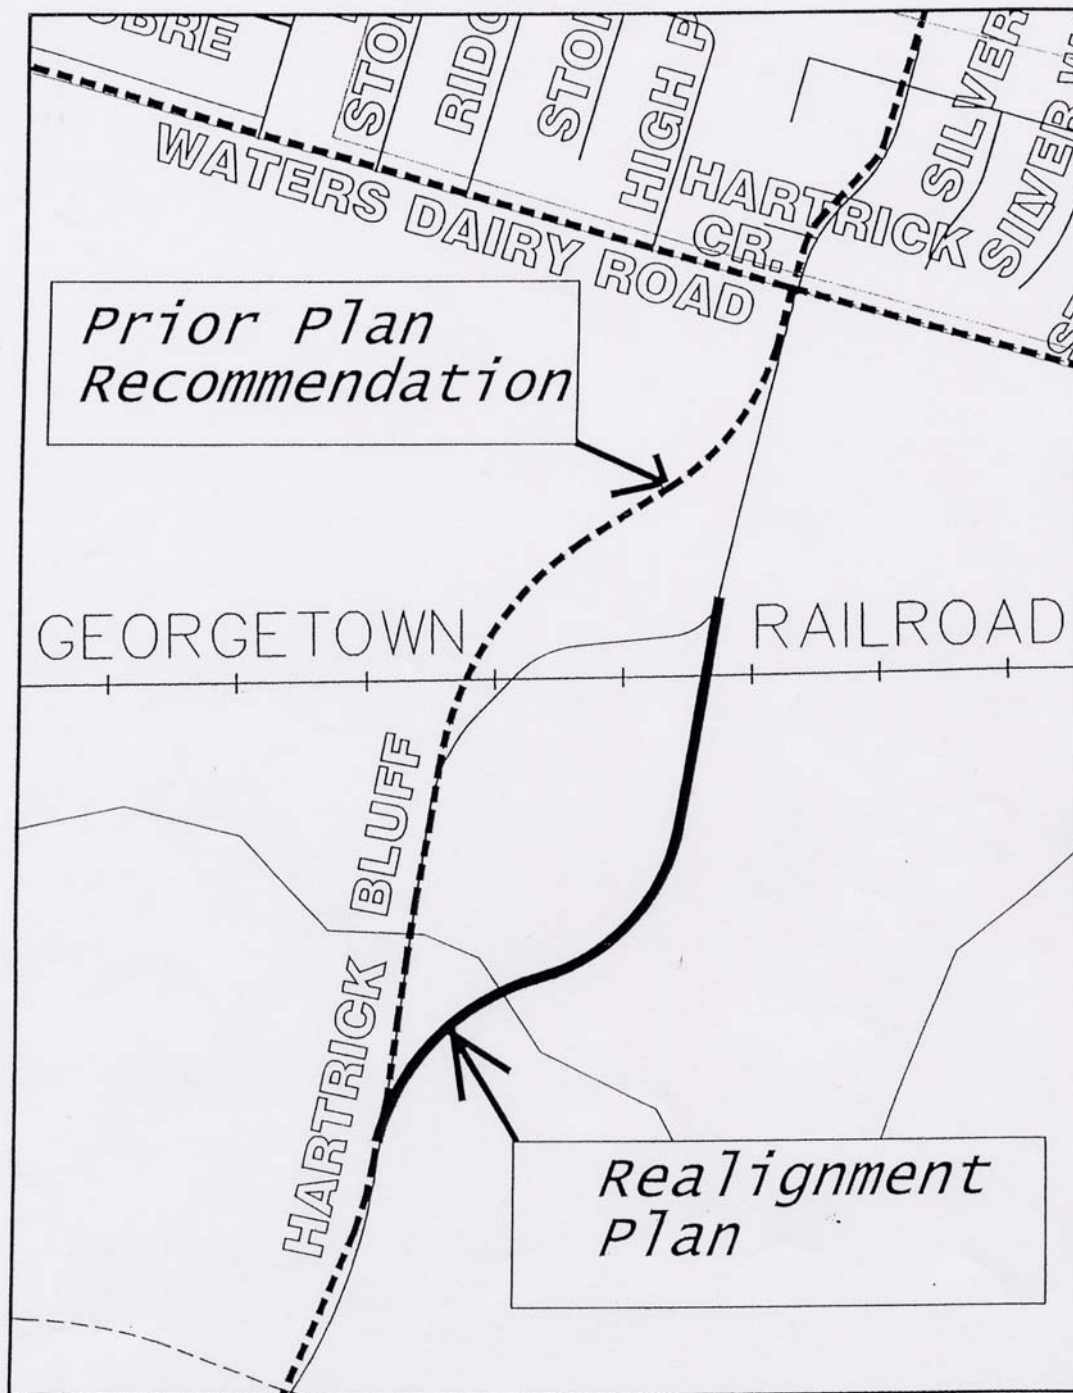 STO
RIDG
STO
HIGH P
SILVER
SILVER
WATERS DAIRY ROAD
HARTRICK
CR.
Prior Plan
Recommendation
GEORGETOWN RAILROAD
HARTRICK BLUFF
Realignment
Plan